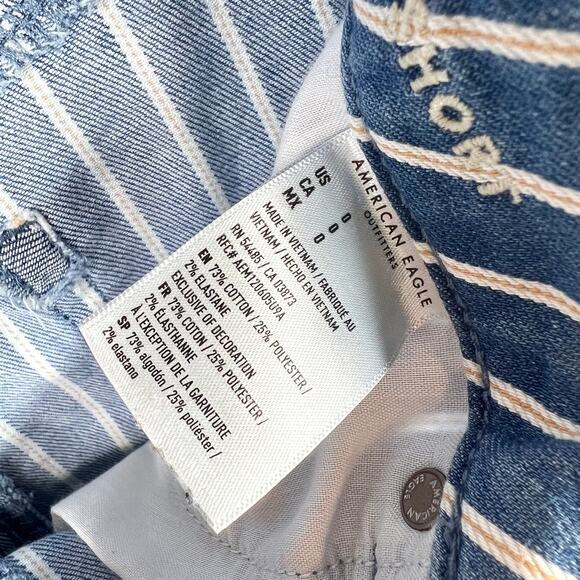 AMERICAN EAGLE
OUTFITTERS
US 0
CA 0
MX 0
MADE IN VIETNAM / FABRIQUÉ AU
VIETNAM / HECHO EN VIETNAM
RN 54485 / CA 03873
RFC# AEM120605U9A
EN 73% COTTON / 25% POLYESTER /
2% ELASTANE
EXCLUSIVE OF DECORATION
FR 73% COTON / 25% POLYESTER /
2% ÉLASTHANNE
A L'EXCEPTION DE LA GARNITURE
SP 73% algodón / 25% poliéster /
2% elastano
SHORT
AMERICAN
EAGLE